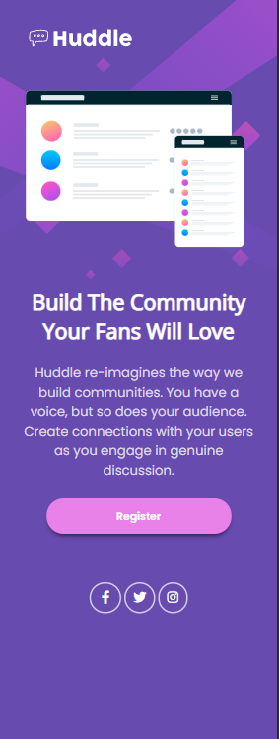 Huddle
Build The Community
Your Fans Will Love
Huddle re-imagines the way we
build communities. You have a
voice, but so does your audience.
Create connections with your users
as you engage in genuine
discussion.
Register